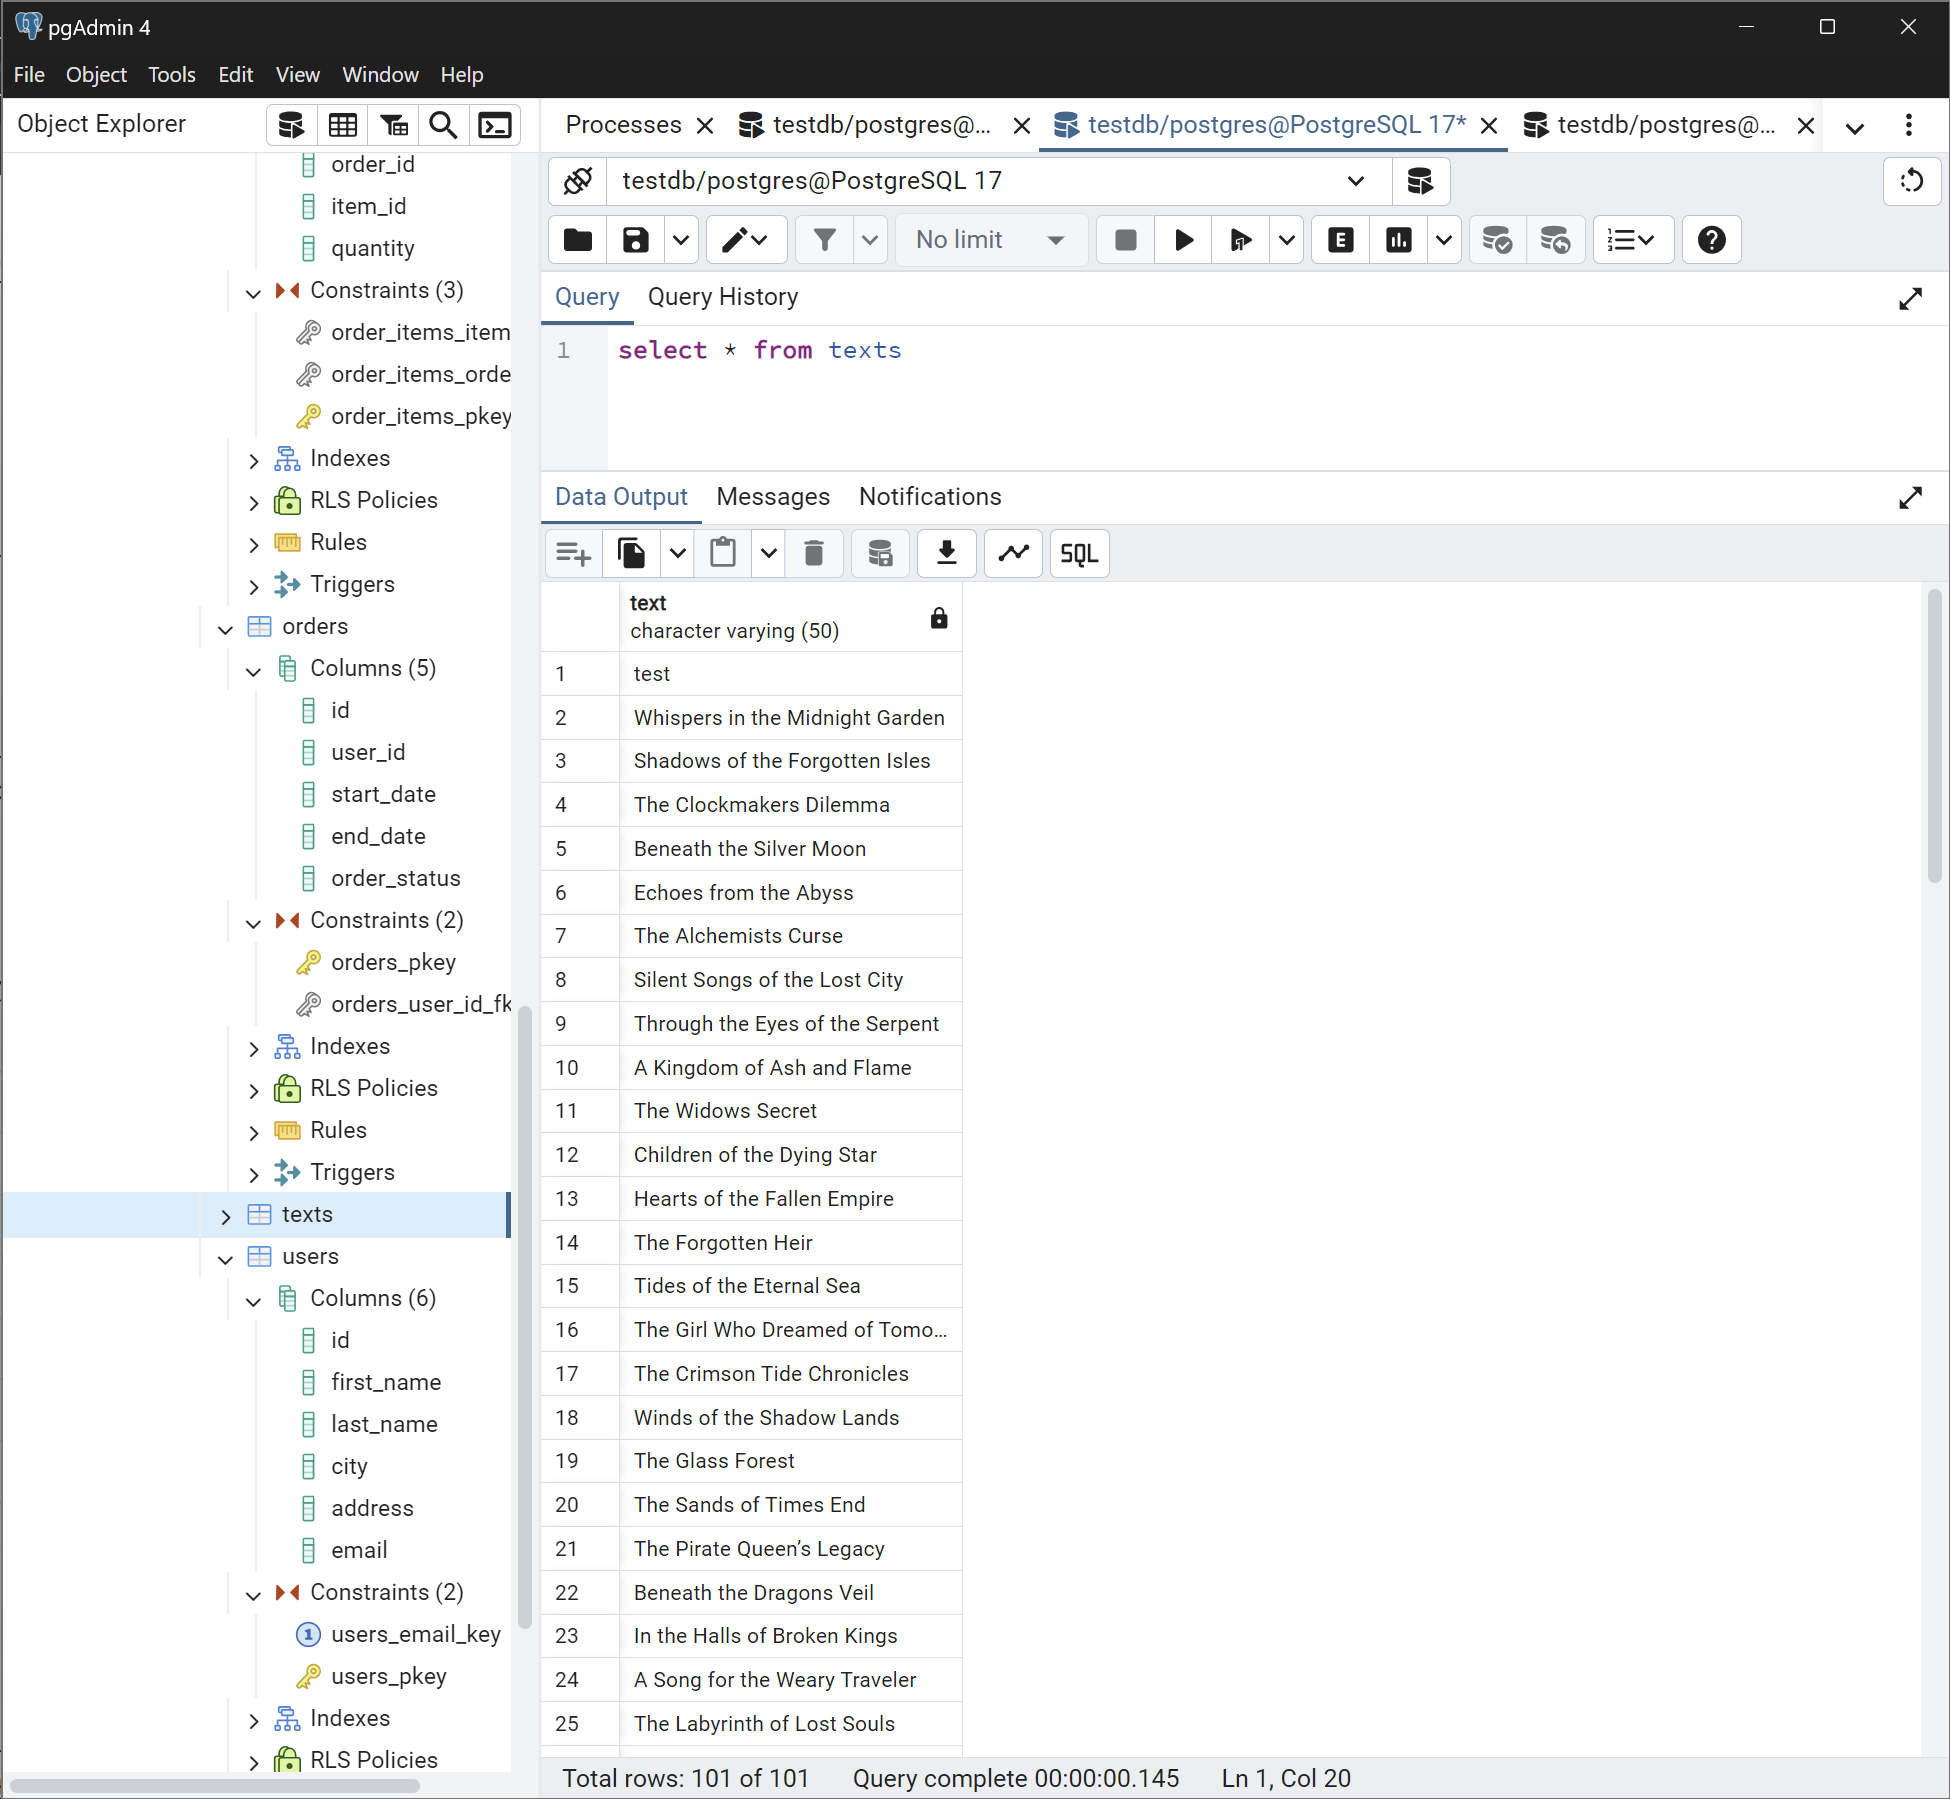 pgAdmin 4
File Object Tools Edit View Window Help
Object Explorer
order_id
item_id
quantity
Constraints (3)
order_items_item
order_items_orde
order_items_pkey
Indexes
RLS Policies
Rules
Triggers
orders
Columns (5)
id
user_id
start_date
end_date
order_status
Constraints (2)
orders_pkey
orders_user_id_fk
Indexes
RLS Policies
Rules
Triggers
texts
users
Columns (6)
id
first_name
last_name
city
address
email
Constraints (2)
1 users_email_key
users_pkey
Indexes
RLS Policies
Processes testdb/postgres@... testdb/postgres@PostgreSQL 17* testdb/postgres@...
testdb/postgres@PostgreSQL 17
No limit E
Query Query History
1 select * from texts
Data Output Messages Notifications
SQL
text
character varying (50)
1 test
2 Whispers in the Midnight Garden
3 Shadows of the Forgotten Isles
4 The Clockmakers Dilemma
5 Beneath the Silver Moon
6 Echoes from the Abyss
7 The Alchemists Curse
8 Silent Songs of the Lost City
9 Through the Eyes of the Serpent
10 A Kingdom of Ash and Flame
11 The Widows Secret
12 Children of the Dying Star
13 Hearts of the Fallen Empire
14 The Forgotten Heir
15 Tides of the Eternal Sea
16 The Girl Who Dreamed of Tomo...
17 The Crimson Tide Chronicles
18 Winds of the Shadow Lands
19 The Glass Forest
20 The Sands of Times End
21 The Pirate Queen’s Legacy
22 Beneath the Dragons Veil
23 In the Halls of Broken Kings
24 A Song for the Weary Traveler
25 The Labyrinth of Lost Souls
Total rows: 101 of 101 Query complete 00:00:00.145 Ln 1, Col 20